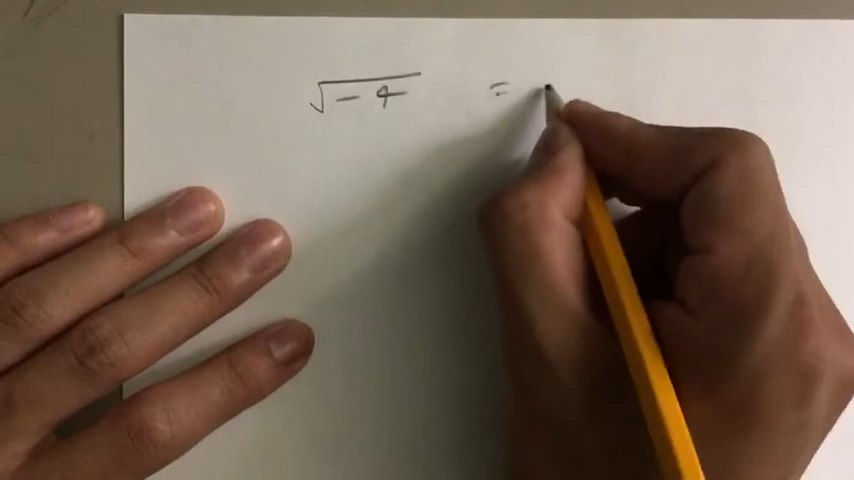 √-4 =